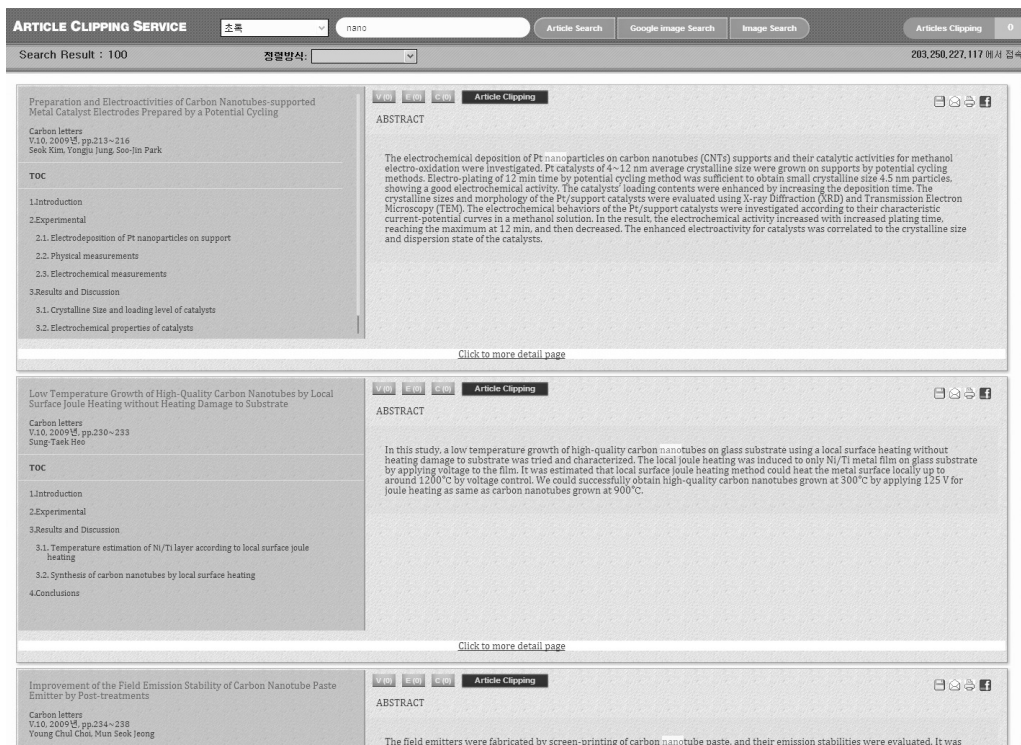 ARTICLE CLIPPING SERVICE 초록 nano Article Search Google image Search Image Search Articles Clipping 0
Search Result : 100 정렬방식: 203,250,227,117 에서 접속
Preparation and Electroactivities of Carbon Nanotubes-supported
Metal Catalyst Electrodes Prepared by a Potential Cycling
Carbon letters
V.10, 2009년, pp.213~216
Seok Kim, Yongju Jung, Soo-Jin Park
TOC
1.Introduction
2.Experimental
2.1. Electrodeposition of Pt nanoparticles on support
2.2. Physical measurements
2.3. Electrochemical measurements
3.Results and Discussion
3.1. Crystalline Size and loading level of catalysts
3.2. Electrochemical properties of catalysts
V (0) E (0) C (0) Article Clipping
ABSTRACT
The electrochemical deposition of Pt nanoparticles on carbon nanotubes (CNTs) supports and their catalytic activities for methanol
electro-oxidation were investigated. Pt catalysts of 4~12 nm average crystalline size were grown on supports by potential cycling
methods. Electro-plating of 12 min time by potential cycling method was sufficient to obtain small crystalline size 4.5 nm particles,
showing a good electrochemical activity. The catalysts' loading contents were enhanced by increasing the deposition time. The
crystalline sizes and morphology of the Pt/support catalysts were evaluated using X-ray Diffraction (XRD) and Transmission Electron
Microscopy (TEM). The electrochemical behaviors of the Pt/support catalysts were investigated according to their characteristic
current-potential curves in a methanol solution. In the result, the electrochemical activity increased with increased plating time,
reaching the maximum at 12 min, and then decreased. The enhanced electroactivity for catalysts was correlated to the crystalline size
and dispersion state of the catalysts.
Click to more detail page
Low Temperature Growth of High-Quality Carbon Nanotubes by Local
Surface Joule Heating without Heating Damage to Substrate
Carbon letters
V.10, 2009년, pp.230~233
Sung-Taek Heo
TOC
1.Introduction
2.Experimental
3.Results and Discussion
3.1. Temperature estimation of Ni/Ti layer according to local surface joule
heating
3.2. Synthesis of carbon nanotubes by local surface heating
4.Conclusions
V (0) E (0) C (0) Article Clipping
ABSTRACT
In this study, a low temperature growth of high-quality carbon nanotubes on glass substrate using a local surface heating without
heating damage to substrate was tried and characterized. The local joule heating was induced to only Ni/Ti metal film on glass substrate
by applying voltage to the film. It was estimated that local surface joule heating method could heat the metal surface locally up to
around 1200°C by voltage control. We could successfully obtain high-quality carbon nanotubes grown at 300°C by applying 125 V for
joule heating as same as carbon nanotubes grown at 900°C.
Click to more detail page
Improvement of the Field Emission Stability of Carbon Nanotube Paste
Emitter by Post-treatments
Carbon letters
V.10, 2009년, pp.234~238
Young Chul Choi, Mun Seok Jeong
V (0) E (0) C (0) Article Clipping
ABSTRACT
The field emitters were fabricated by screen-printing of carbon nanotube paste, and their emission stabilities were evaluated. It was